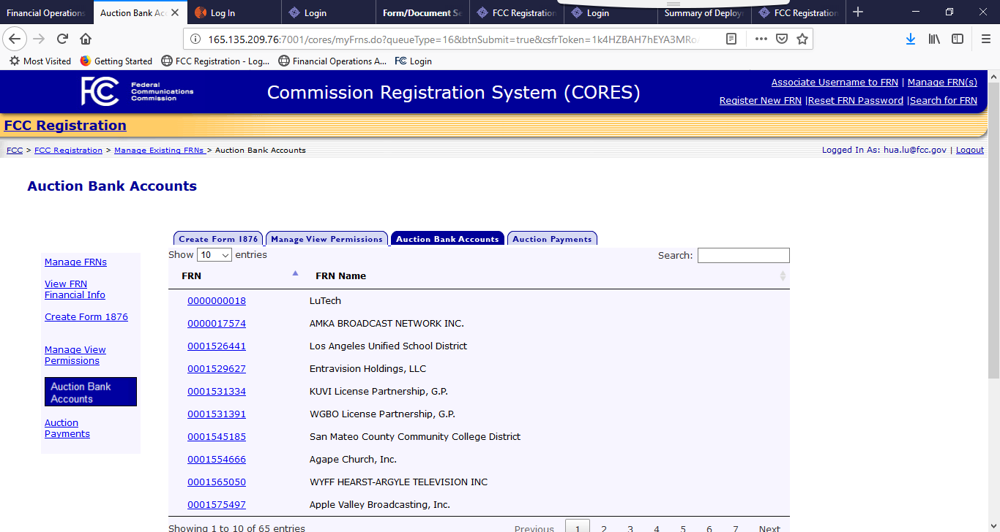 Financial Operations
Auction Bank Ac
Log In
Login
Form/Document Se
FCC Registration
Login
Summary of Deploy
FCC Registration
165.135.209.76:7001/cores/myFrns.do?queueType=16&btnSubmit=true&csfrToken=1k4HZBAH7hEYA3MRo
Most Visited
Getting Started
FCC Registration - Log...
Financial Operations A...
FC Login
FCC
Federal
Communications
Commission
Commission Registration System (CORES)
Associate Username to FRN | Manage FRN(s)
Register New FRN |Reset FRN Password |Search for FRN
FCC Registration
FCC > FCC Registration > Manage Existing FRNs > Auction Bank Accounts
Logged In As: hua.lu@fcc.gov | Logout
Auction Bank Accounts
Create Form 1876
Manage View Permissions
Auction Bank Accounts
Auction Payments
Manage FRNs
View FRN
Financial Info
Create Form 1876
Manage View
Permissions
Auction Bank
Accounts
Auction
Payments
Show 10 entries
Search:
FRN FRN Name
0000000018 LuTech
0000017574 AMKA BROADCAST NETWORK INC.
0001526441 Los Angeles Unified School District
0001529627 Entravision Holdings, LLC
0001531334 KUVI License Partnership, G.P.
0001531391 WGBO License Partnership, G.P.
0001545185 San Mateo County Community College District
0001554666 Agape Church, Inc.
0001565050 WYFF HEARST-ARGYLE TELEVISION INC
0001575497 Apple Valley Broadcasting, Inc.
Showing 1 to 10 of 65 entries
Previous 1 2 3 4 5 6 7 Next